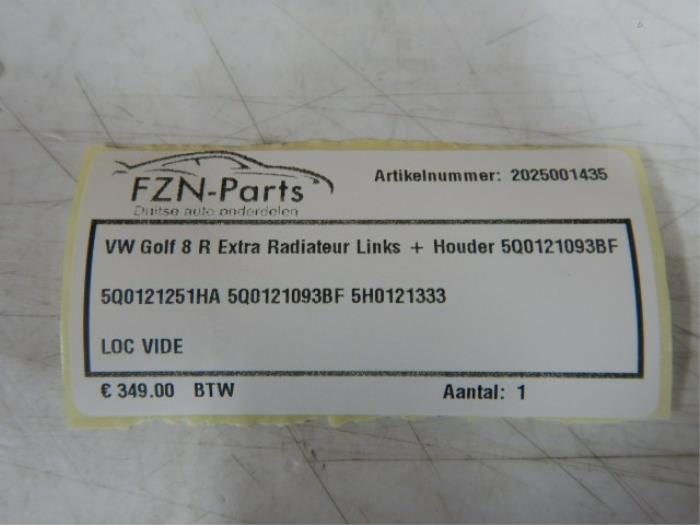 FZN-Parts
Duitse auto onderdelen
Artikelnummer: 2025001435
VW Golf 8 R Extra Radiateur Links + Houder 5Q0121093BF
5Q0121251HA 5Q0121093BF 5H0121333
LOC VIDE
€ 349.00 BTW
Aantal: 1